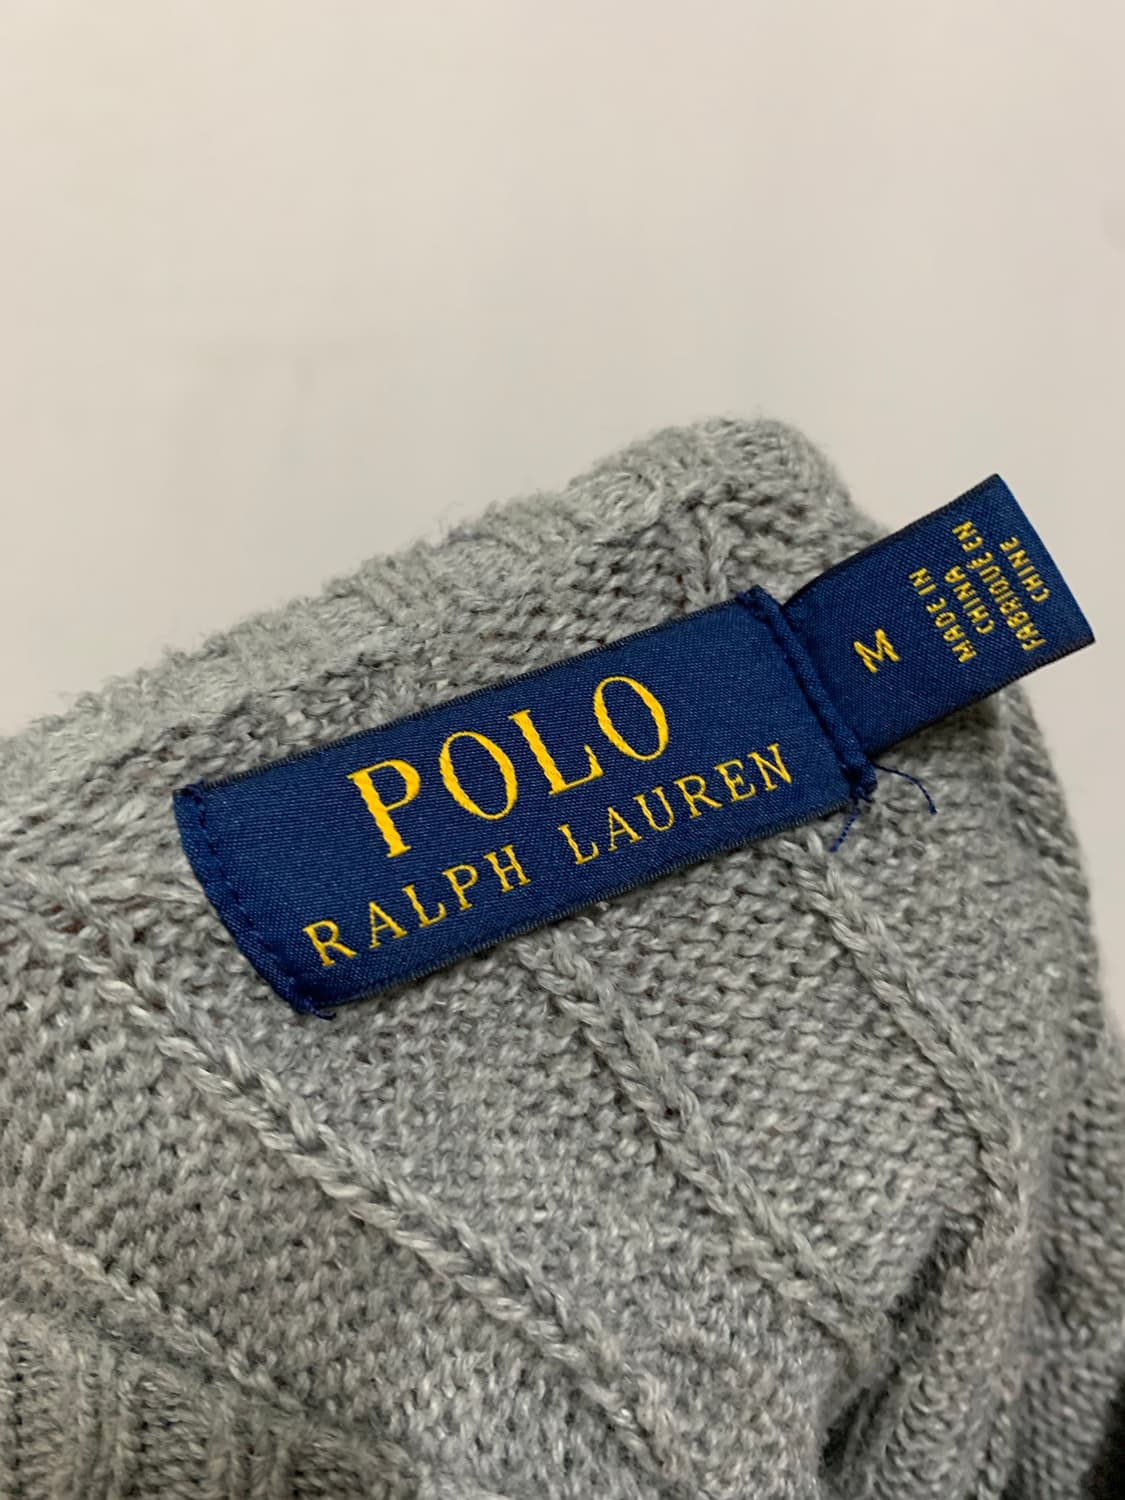 POLO
RALPH LAUREN
M
MADE IN
CHINA
FABRIQUÉ EN
CHINE